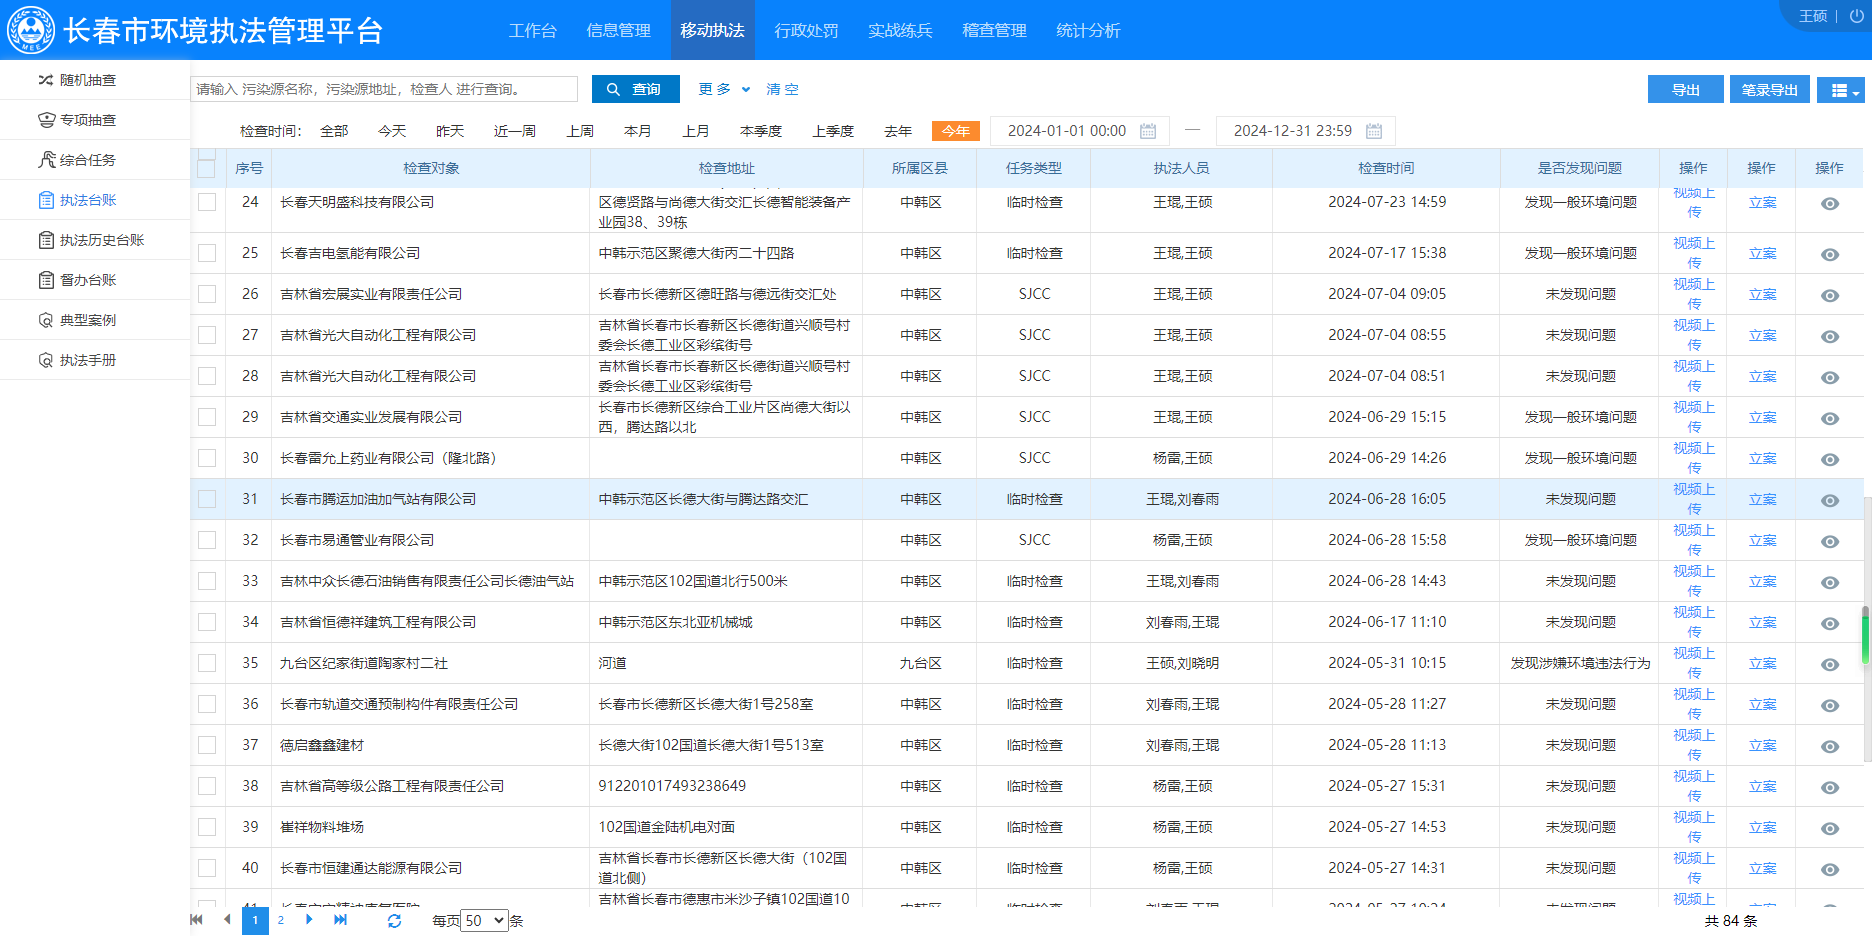 长春市环境执法管理平台
工作台 信息管理 移动执法 行政处罚 实战练兵 稽查管理 统计分析
王硕
MEE
随机抽查
专项抽查
综合任务
执法台账
执法历史台账
督办台账
典型案例
执法手册
请输入 污染源名称，污染源地址，检查人 进行查询。 查询 更多 清空 导出 笔录导出
检查时间： 全部 今天 昨天 近一周 上周 本月 上月 本季度 上季度 去年 今年 2024-01-01 00:00 — 2024-12-31 23:59
序号 检查对象 检查地址 所属区县 任务类型 执法人员 检查时间 是否发现问题 操作 操作 操作
24 长春天明盛科技有限公司 区德贤路与尚德大街交汇长德智能装备产业园38、39栋 中韩区 临时检查 王琨,王硕 2024-07-23 14:59 发现一般环境问题 视频上传 立案
25 长春吉电氢能有限公司 中韩示范区聚德大街丙二十四路 中韩区 临时检查 王琨,王硕 2024-07-17 15:38 发现一般环境问题 视频上传 立案
26 吉林省宏展实业有限责任公司 长春市长德新区德旺路与德远街交汇处 中韩区 SJCC 王琨,王硕 2024-07-04 09:05 未发现问题 视频上传 立案
27 吉林省光大自动化工程有限公司 吉林省长春市长春新区长德街道兴顺号村委会长德工业区彩缤街号 中韩区 SJCC 王琨,王硕 2024-07-04 08:55 未发现问题 视频上传 立案
28 吉林省光大自动化工程有限公司 吉林省长春市长春新区长德街道兴顺号村委会长德工业区彩缤街号 中韩区 SJCC 王琨,王硕 2024-07-04 08:51 未发现问题 视频上传 立案
29 吉林省交通实业发展有限公司 长春市长德新区综合工业片区尚德大街以西，腾达路以北 中韩区 SJCC 王琨,王硕 2024-06-29 15:15 发现一般环境问题 视频上传 立案
30 长春雷允上药业有限公司（隆北路） 中韩区 SJCC 杨雷,王硕 2024-06-29 14:26 发现一般环境问题 视频上传 立案
31 长春市腾运加油加气站有限公司 中韩示范区长德大街与腾达路交汇 中韩区 临时检查 王琨,刘春雨 2024-06-28 16:05 未发现问题 视频上传 立案
32 长春市易通管业有限公司 中韩区 SJCC 杨雷,王硕 2024-06-28 15:58 发现一般环境问题 视频上传 立案
33 吉林中众长德石油销售有限责任公司长德油气站 中韩示范区102国道北行500米 中韩区 临时检查 王琨,刘春雨 2024-06-28 14:43 未发现问题 视频上传 立案
34 吉林省恒德祥建筑工程有限公司 中韩示范区东北亚机械城 中韩区 临时检查 刘春雨,王琨 2024-06-17 11:10 未发现问题 视频上传 立案
35 九台区纪家街道陶家村二社 河道 九台区 临时检查 王硕,刘晓明 2024-05-31 10:15 发现涉嫌环境违法行为 视频上传 立案
36 长春市轨道交通预制构件有限责任公司 长春市长德新区长德大街1号258室 中韩区 临时检查 刘春雨,王琨 2024-05-28 11:27 未发现问题 视频上传 立案
37 德启鑫鑫建材 长德大街102国道长德大街1号513室 中韩区 临时检查 刘春雨,王琨 2024-05-28 11:13 未发现问题 视频上传 立案
38 吉林省高等级公路工程有限责任公司 912201017493238649 中韩区 临时检查 杨雷,王硕 2024-05-27 15:31 未发现问题 视频上传 立案
39 崔祥物料堆场 102国道金陆机电对面 中韩区 临时检查 杨雷,王硕 2024-05-27 14:53 未发现问题 视频上传 立案
40 长春市恒建通达能源有限公司 吉林省长春市长德新区长德大街（102国道北侧） 中韩区 临时检查 杨雷,王硕 2024-05-27 14:31 未发现问题 视频上传 立案
吉林省长春市德惠市米沙子镇102国道10 视频上
1 2 每页 50 条 共 84 条